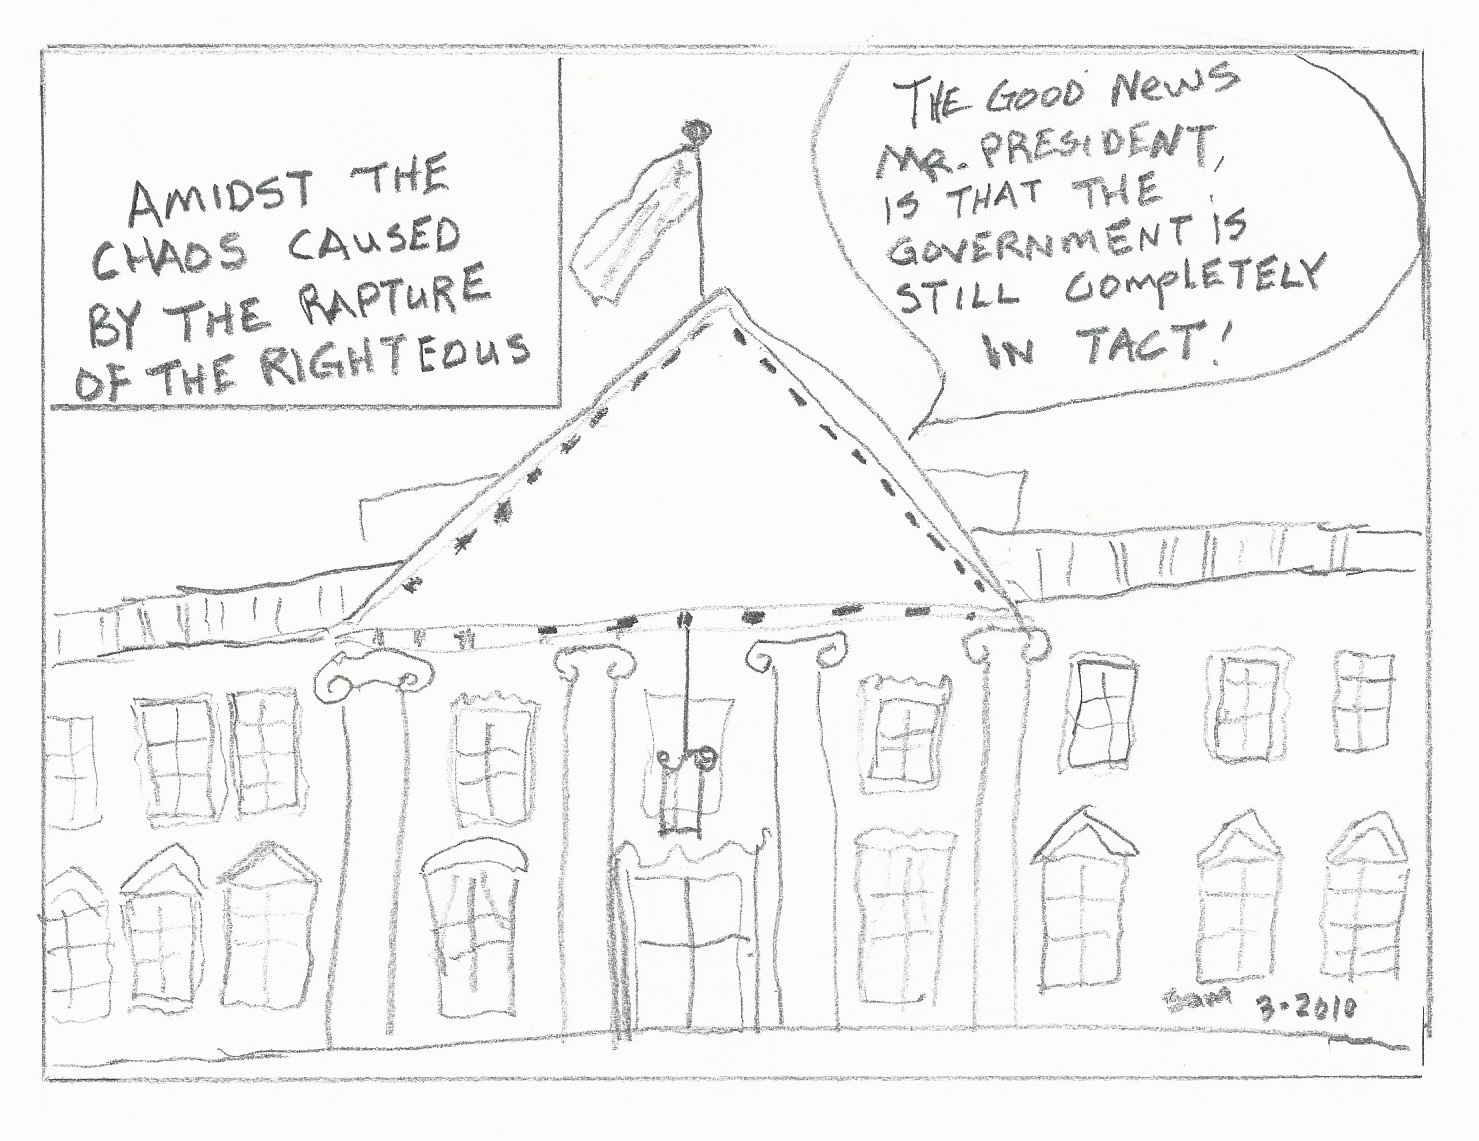 AMIDST THE
CHAOS CAUSED
BY THE RAPTURE
OF THE RIGHTEOUS
THE GOOD NEWS
MR. PRESIDENT,
IS THAT THE
GOVERNMENT IS
STILL COMPLETELY
IN TACT!
SAM 3-2010